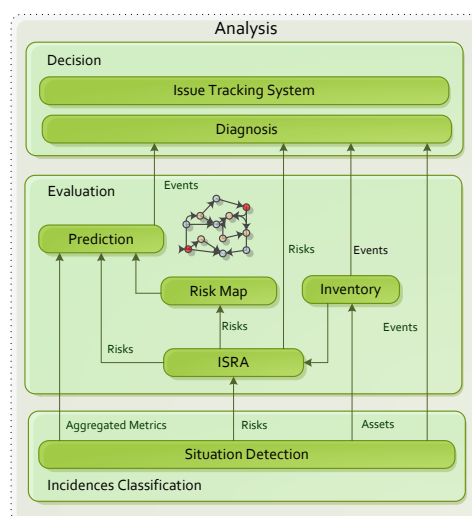 Analysis
Decision
Issue Tracking System
Diagnosis
Evaluation
Events
Prediction
Risks
Events
Risk Map
Inventory
Risks
Events
Risks
ISRA
Aggregated Metrics
Risks
Assets
Situation Detection
Incidences Classification